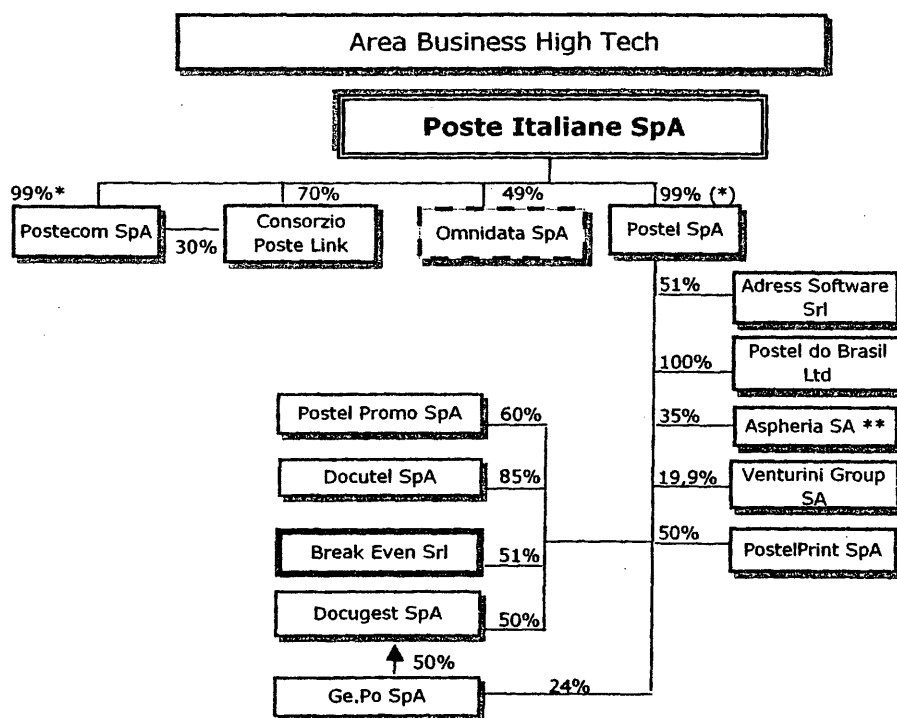 Area Business High Tech
Poste Italiane SpA
99%*
70%
49%
99% (*)
Postecom SpA
30%
Consorzio
Poste Link
Omnidata SpA
Postel SpA
51%
Adress Software
Srl
100%
Postel do Brasil
Ltd
Postel Promo SpA
60%
35%
Aspheria SA **
Docutel SpA
85%
19,9%
Venturini Group
SA
Break Even Srl
51%
50%
PostelPrint SpA
Docugest SpA
50%
50%
Ge.Po SpA
24%